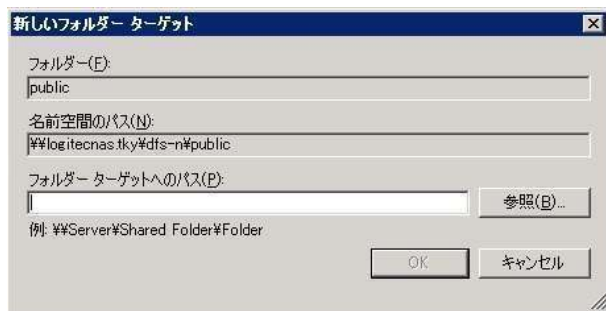 新しいフォルダー ターゲット
フォルダー(F):
public
名前空間のパス(N):
¥¥logitecnas.tky¥dfs-n¥public
フォルダー ターゲットへのパス(P):
参照(B)...
例: ¥¥Server¥Shared Folder¥Folder
OK
キャンセル